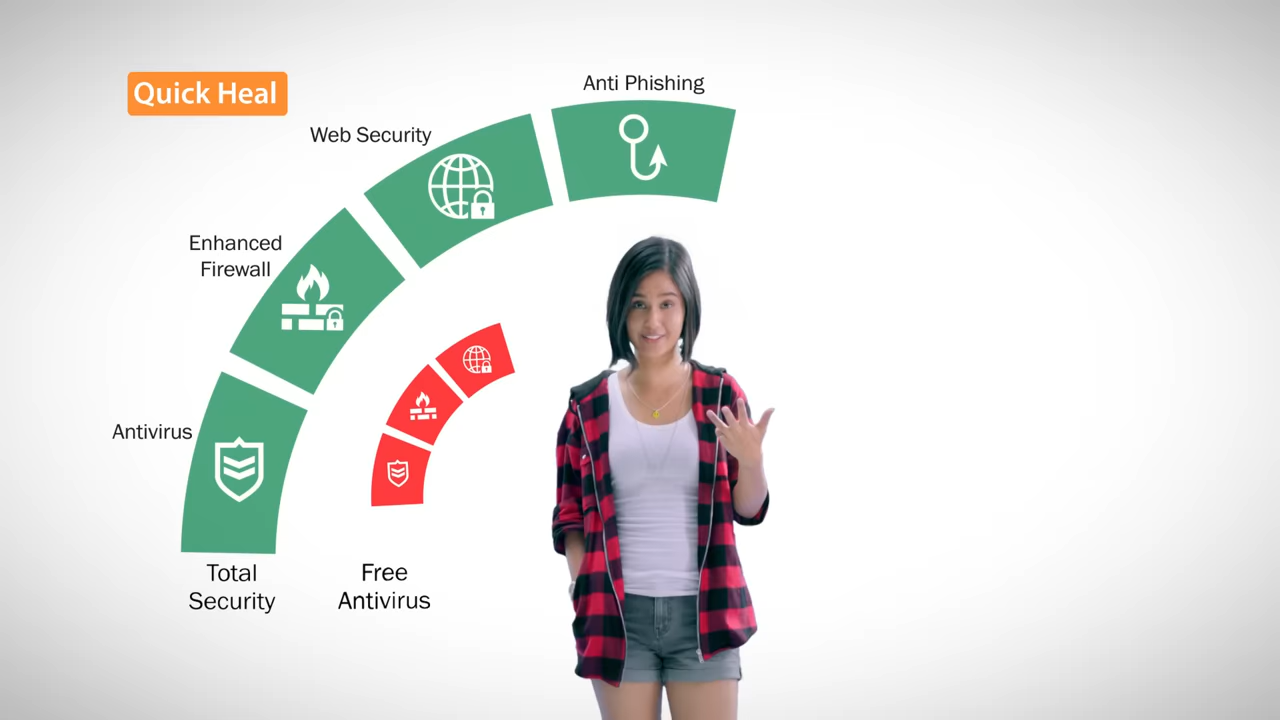 Quick Heal
Anti Phishing
Web Security
Enhanced
Firewall
Antivirus
Total
Security
Free
Antivirus